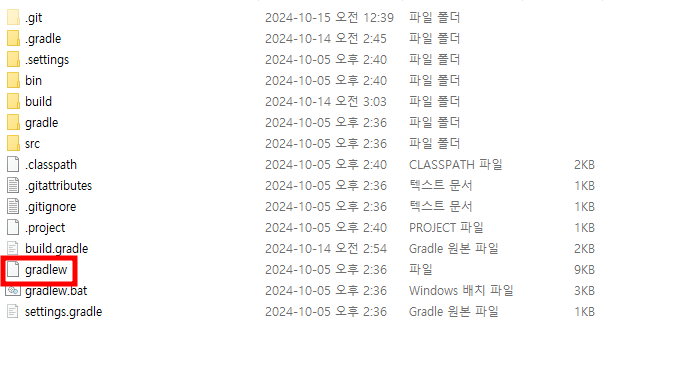 .git 2024-10-15 오전 12:39 파일 폴더
.gradle 2024-10-14 오전 2:45 파일 폴더
.settings 2024-10-05 오후 2:40 파일 폴더
bin 2024-10-05 오후 2:40 파일 폴더
build 2024-10-14 오전 3:03 파일 폴더
gradle 2024-10-05 오후 2:36 파일 폴더
src 2024-10-05 오후 2:36 파일 폴더
.classpath 2024-10-05 오후 2:40 CLASSPATH 파일 2KB
.gitattributes 2024-10-05 오후 2:36 텍스트 문서 1KB
.gitignore 2024-10-05 오후 2:36 텍스트 문서 1KB
.project 2024-10-05 오후 2:40 PROJECT 파일 1KB
build.gradle 2024-10-14 오전 2:54 Gradle 원본 파일 2KB
gradlew 2024-10-05 오후 2:36 파일 9KB
gradlew.bat 2024-10-05 오후 2:36 Windows 배치 파일 3KB
settings.gradle 2024-10-05 오후 2:36 Gradle 원본 파일 1KB